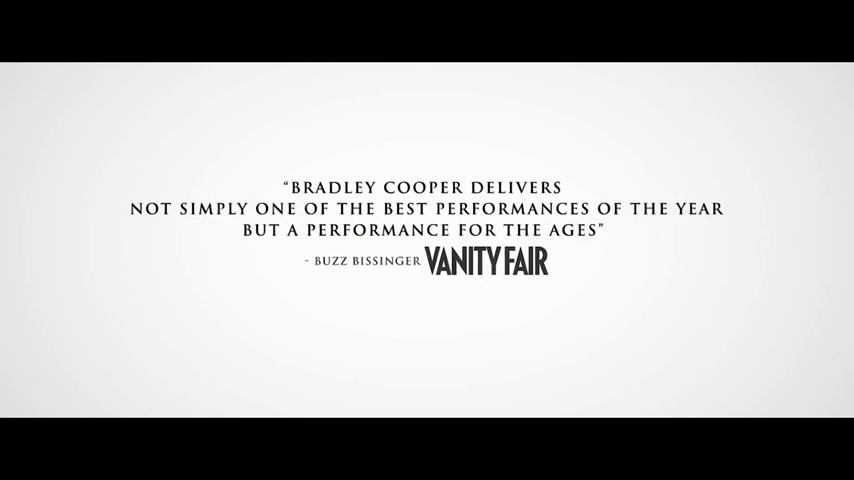 “BRADLEY COOPER DELIVERS
NOT SIMPLY ONE OF THE BEST PERFORMANCES OF THE YEAR
BUT A PERFORMANCE FOR THE AGES”
- BUZZ BISSINGER VANITY FAIR